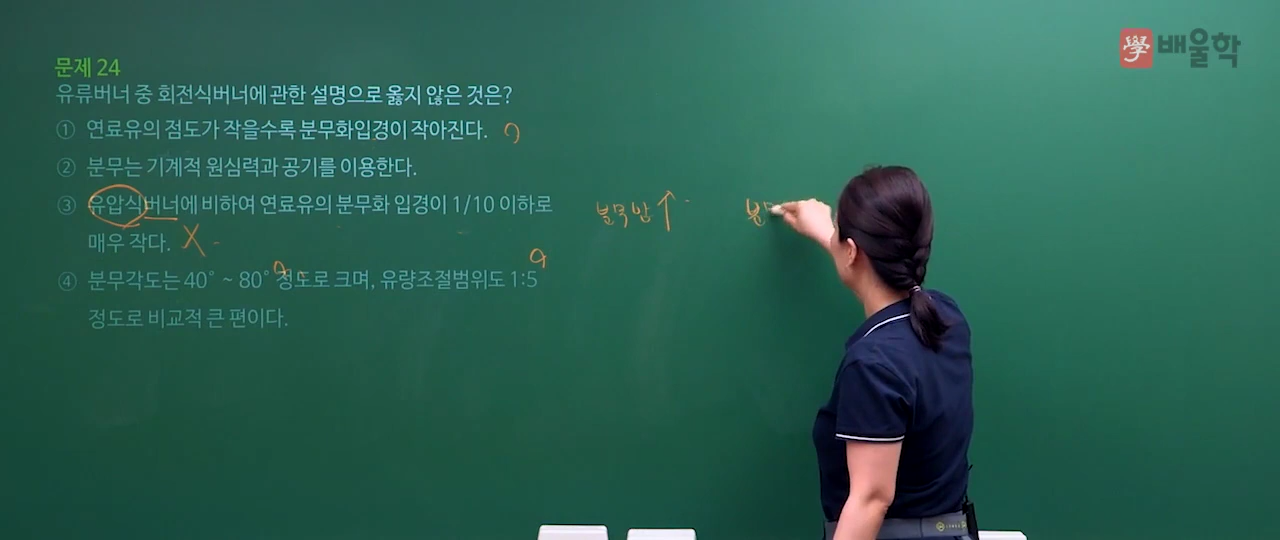 學 배울학
문제 24
유류버너 중 회전식버너에 관한 설명으로 옳지 않은 것은?
① 연료유의 점도가 작을수록 분무화입경이 작아진다.
② 분무는 기계적 원심력과 공기를 이용한다.
③ 유압식버너에 비하여 연료유의 분무화 입경이 1/10 이하로
매우 작다. X
④ 분무각도는 40° ~ 80° 정도로 크며, 유량조절범위도 1:5
정도로 비교적 큰 편이다.
분무압↑